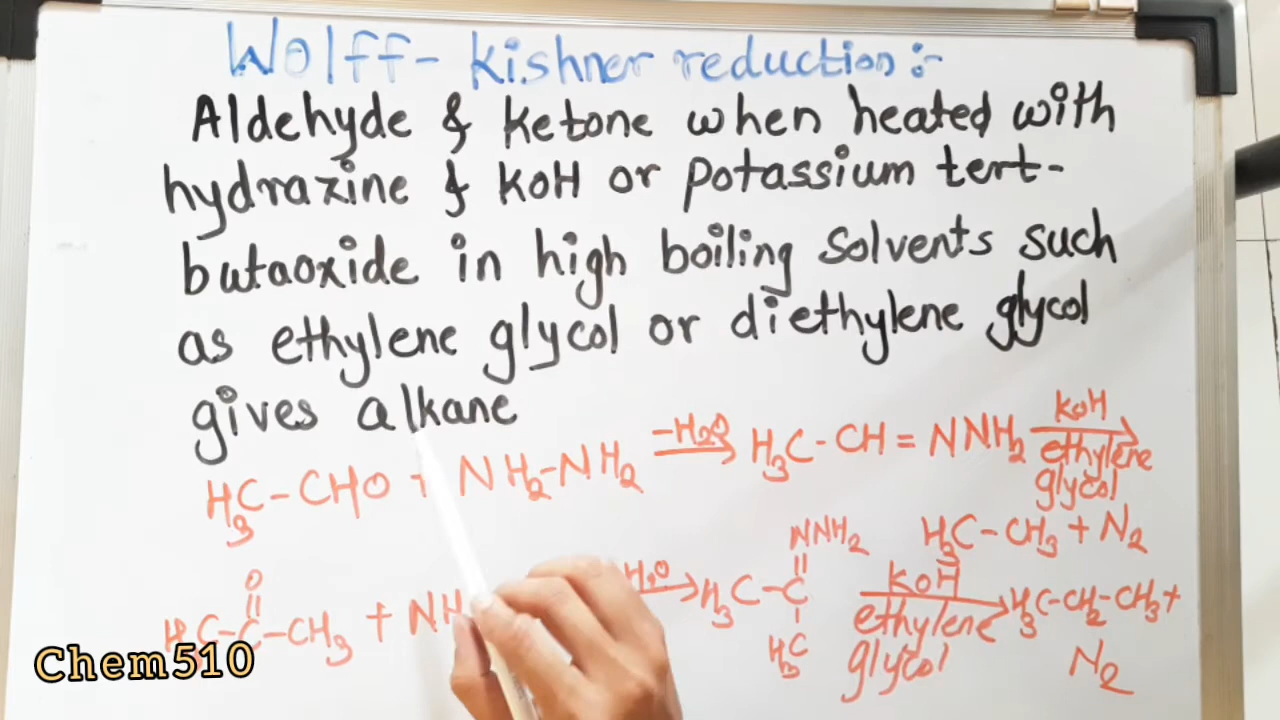 Wolff- Kishner reduction:-
Aldehyde & Ketone when heated with
hydrazine & KOH or potassium tert-
butaoxide in high boiling solvents such
as ethylene glycol or diethylene glycol
gives alkane
H₃C-CHO + NH₂-NH₂ -H₂O→ H₃C-CH=NNH₂ KOH→
ethylene
glycol
H₃C-CH₃+N₂
O
||
H₃C-C-CH₃ + NH
H₂O→
NNH₂
||
H₃C-C
|
H₃C
KOH→
ethylene
glycol
H₃C-CH₂-CH₃+
N₂
Chem510